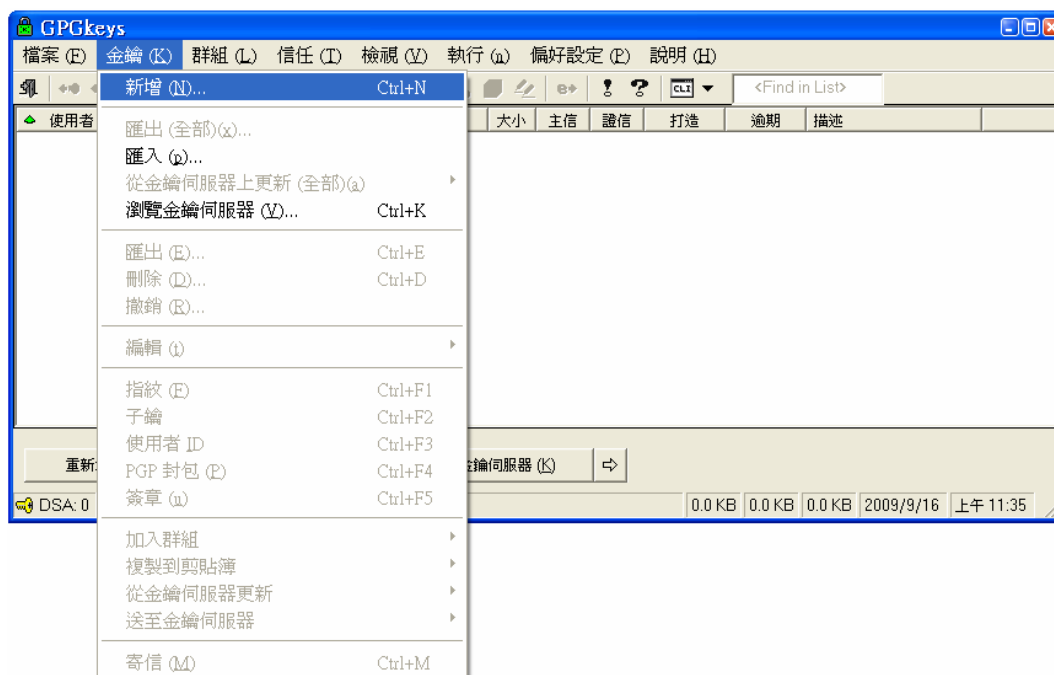 GPGkeys
檔案 (F) 金鑰 (K) 群組 (L) 信任 (T) 檢視 (V) 執行 (n) 偏好設定 (P) 說明 (H)
CLI <Find in List>
使用者 大小 主信 證信 打造 逾期 描述
新增 (N)... Ctrl+N
匯出 (全部)(x)...
匯入 (p)...
從金鑰伺服器上更新 (全部)(a)
瀏覽金鑰伺服器 (V)... Ctrl+K
匯出 (E)... Ctrl+E
刪除 (D)... Ctrl+D
撤銷 (R)...
編輯 (t)
指紋 (F) Ctrl+F1
子鑰 Ctrl+F2
使用者 ID Ctrl+F3
PGP 封包 (P) Ctrl+F4
簽章 (u) Ctrl+F5
加入群組
複製到剪貼簿
從金鑰伺服器更新
送至金鑰伺服器
寄信 (M) Ctrl+M
重新 鑰伺服器 (K)
DSA: 0 0.0 KB 0.0 KB 0.0 KB 2009/9/16 上午 11:35